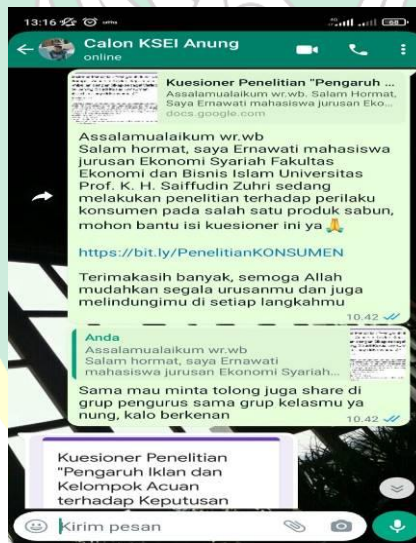 13:16
68
Calon KSEI Anung
online
Kuesioner Penelitian "Pengaruh ...
Assalamualaikum wr.wb. Salam Hormat,
Saya Ernawati mahasiswa jurusan Eko...
docs.google.com
Assalamualaikum wr.wb
Salam hormat, saya Ernawati mahasiswa
jurusan Ekonomi Syariah Fakultas
Ekonomi dan Bisnis Islam Universitas
Prof. K. H. Saiffudin Zuhri sedang
melakukan penelitian terhadap perilaku
konsumen pada salah satu produk sabun,
mohon bantu isi kuesioner ini ya 🙏
https://bit.ly/PenelitianKONSUMEN
Terimakasih banyak, semoga Allah
mudahkan segala urusanmu dan juga
melindungimu di setiap langkahmu
10.42
Anda
Assalamualaikum wr.wb
Salam hormat, saya Ernawati
mahasiswa jurusan Ekonomi Syariah...
Sama mau minta tolong juga share di
grup pengurus sama grup kelasmu ya
nung, kalo berkenan
10.42
Kuesioner Penelitian
"Pengaruh Iklan dan
Kelompok Acuan
terhadap Keputusan
Kirim pesan